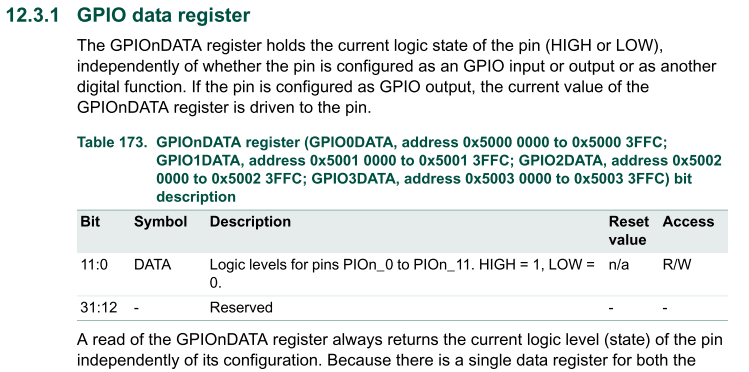 12.3.1 GPIO data register
The GPIOnDATA register holds the current logic state of the pin (HIGH or LOW),
independently of whether the pin is configured as an GPIO input or output or as another
digital function. If the pin is configured as GPIO output, the current value of the
GPIOnDATA register is driven to the pin.
Table 173. GPIOnDATA register (GPIO0DATA, address 0x5000 0000 to 0x5000 3FFC;
GPIO1DATA, address 0x5001 0000 to 0x5001 3FFC; GPIO2DATA, address 0x5002
0000 to 0x5002 3FFC; GPIO3DATA, address 0x5003 0000 to 0x5003 3FFC) bit
description
Bit Symbol Description Reset Access
value
11:0 DATA Logic levels for pins PIOn_0 to PIOn_11. HIGH = 1, LOW = n/a R/W
0.
31:12 - Reserved - -
A read of the GPIOnDATA register always returns the current logic level (state) of the pin
independently of its configuration. Because there is a single data register for both the